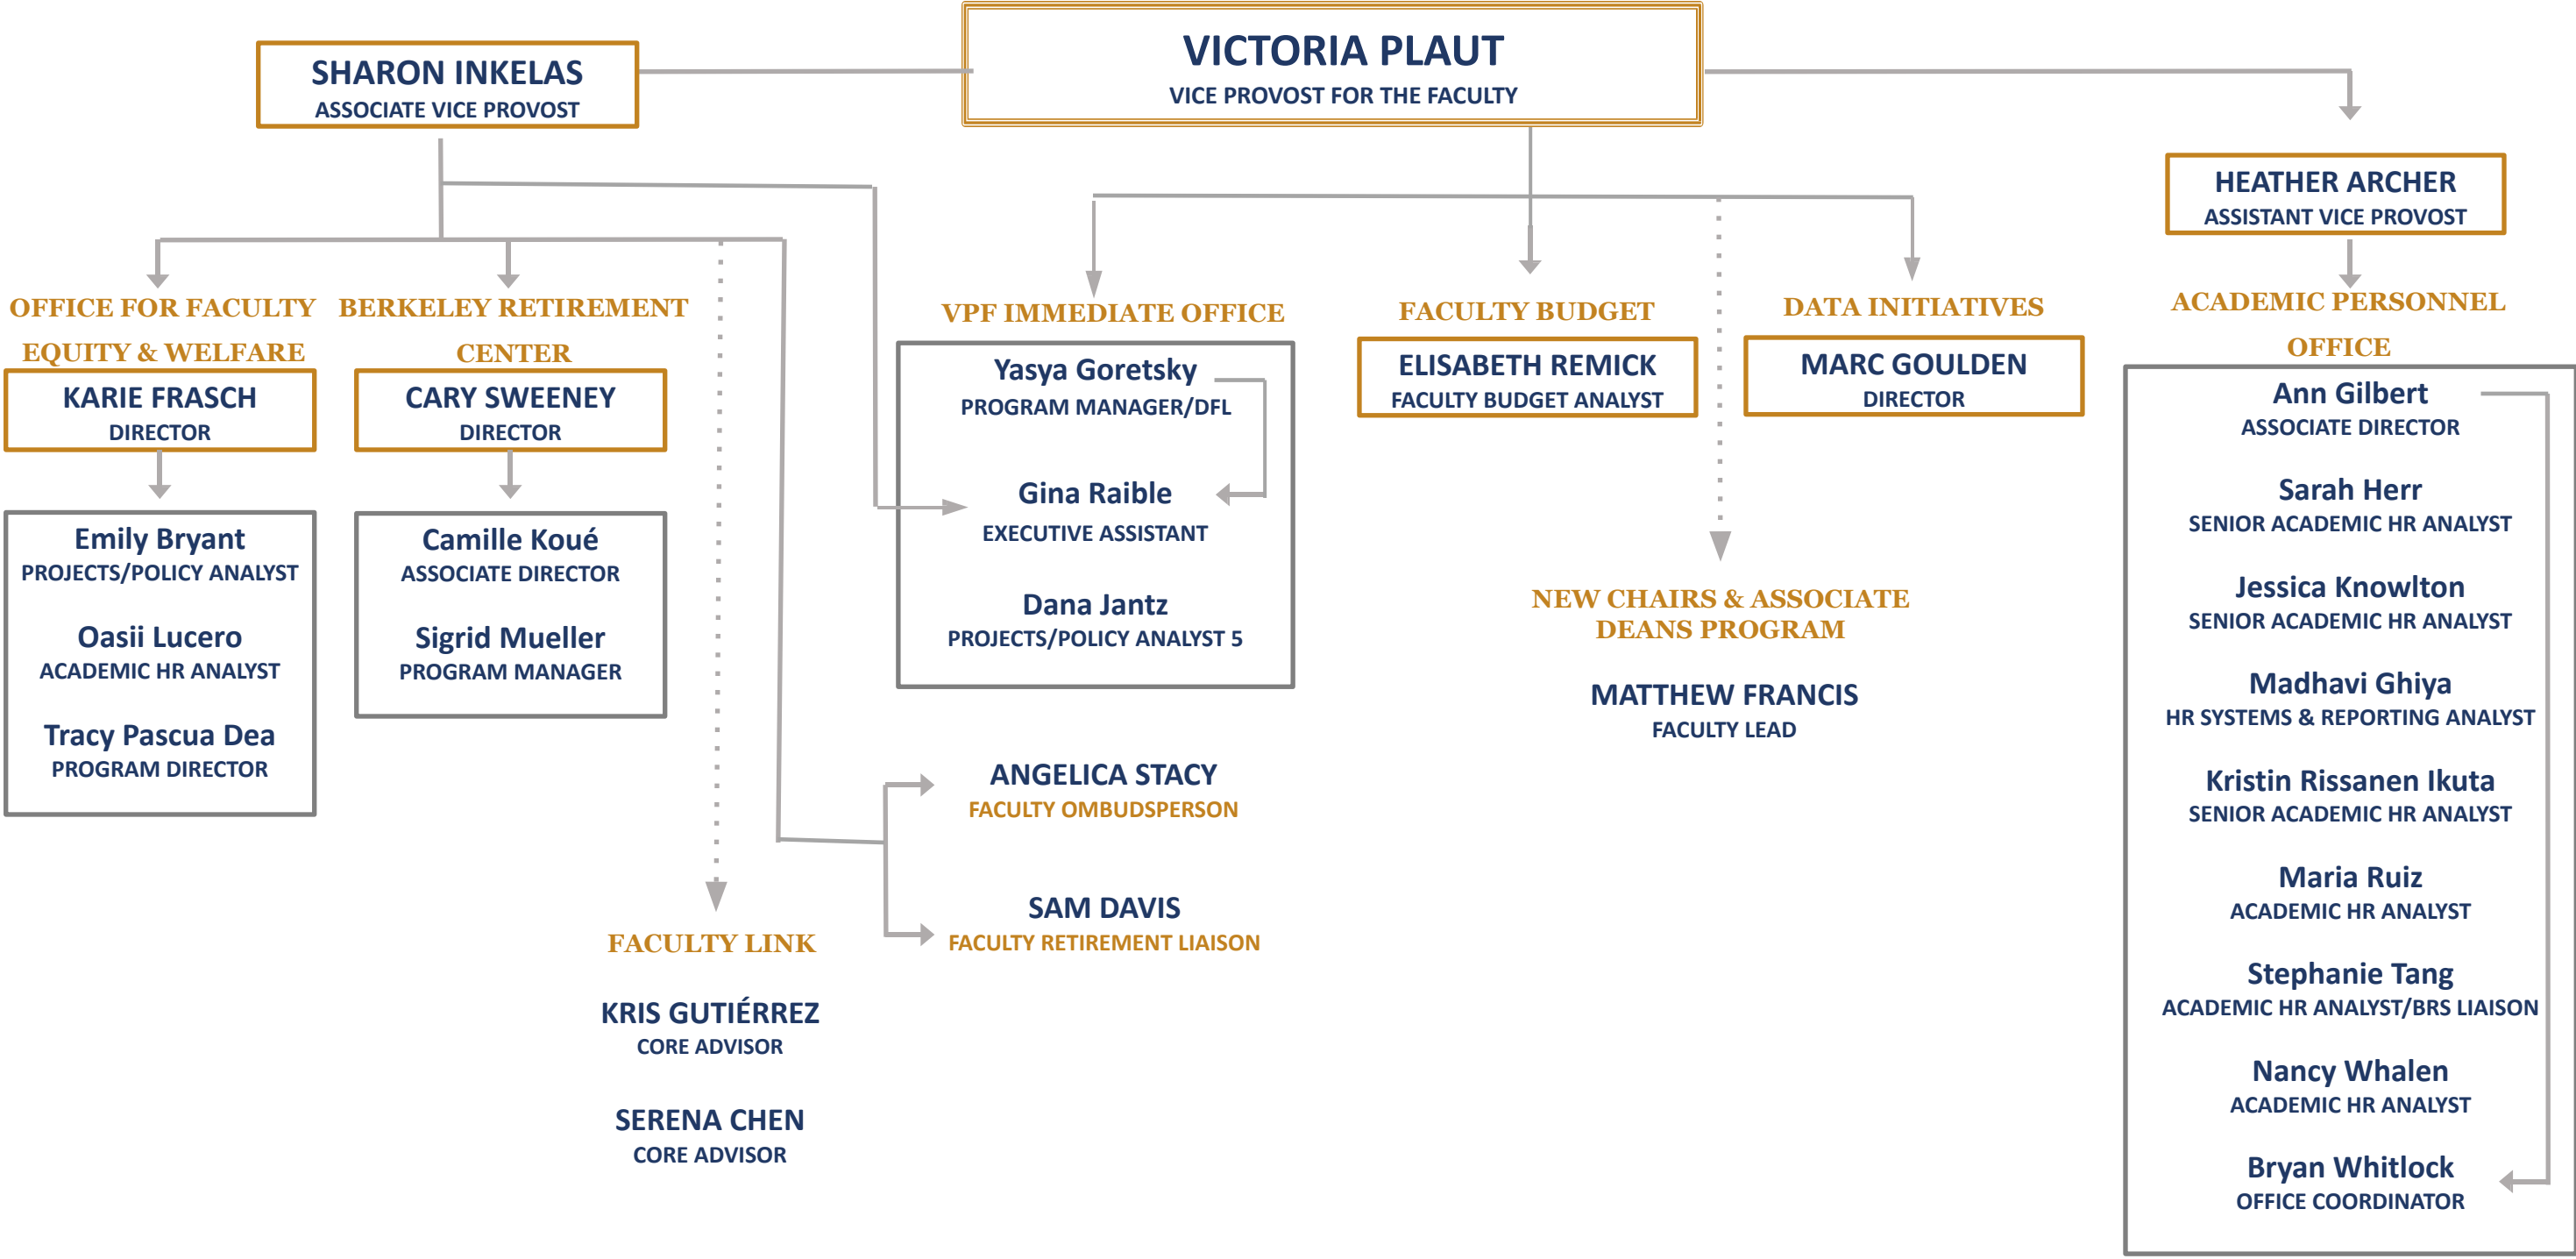 VICTORIA PLAUT
VICE PROVOST FOR THE FACULTY
SHARON INKELAS
ASSOCIATE VICE PROVOST
HEATHER ARCHER
ASSISTANT VICE PROVOST
OFFICE FOR FACULTY
EQUITY & WELFARE
KARIE FRASCH
DIRECTOR
Emily Bryant
PROJECTS/POLICY ANALYST
Oasii Lucero
ACADEMIC HR ANALYST
Tracy Pascua Dea
PROGRAM DIRECTOR
BERKELEY RETIREMENT
CENTER
CARY SWEENEY
DIRECTOR
Camille Koué
ASSOCIATE DIRECTOR
Sigrid Mueller
PROGRAM MANAGER
FACULTY LINK
KRIS GUTIÉRREZ
CORE ADVISOR
SERENA CHEN
CORE ADVISOR
VPF IMMEDIATE OFFICE
Yasya Goretsky
PROGRAM MANAGER/DFL
Gina Raible
EXECUTIVE ASSISTANT
Dana Jantz
PROJECTS/POLICY ANALYST 5
ANGELICA STACY
FACULTY OMBUDSPERSON
SAM DAVIS
FACULTY RETIREMENT LIAISON
FACULTY BUDGET
ELISABETH REMICK
FACULTY BUDGET ANALYST
DATA INITIATIVES
MARC GOULDEN
DIRECTOR
NEW CHAIRS & ASSOCIATE
DEANS PROGRAM
MATTHEW FRANCIS
FACULTY LEAD
ACADEMIC PERSONNEL
OFFICE
Ann Gilbert
ASSOCIATE DIRECTOR
Sarah Herr
SENIOR ACADEMIC HR ANALYST
Jessica Knowlton
SENIOR ACADEMIC HR ANALYST
Madhavi Ghiya
HR SYSTEMS & REPORTING ANALYST
Kristin Rissanen Ikuta
SENIOR ACADEMIC HR ANALYST
Maria Ruiz
ACADEMIC HR ANALYST
Stephanie Tang
ACADEMIC HR ANALYST/BRS LIAISON
Nancy Whalen
ACADEMIC HR ANALYST
Bryan Whitlock
OFFICE COORDINATOR